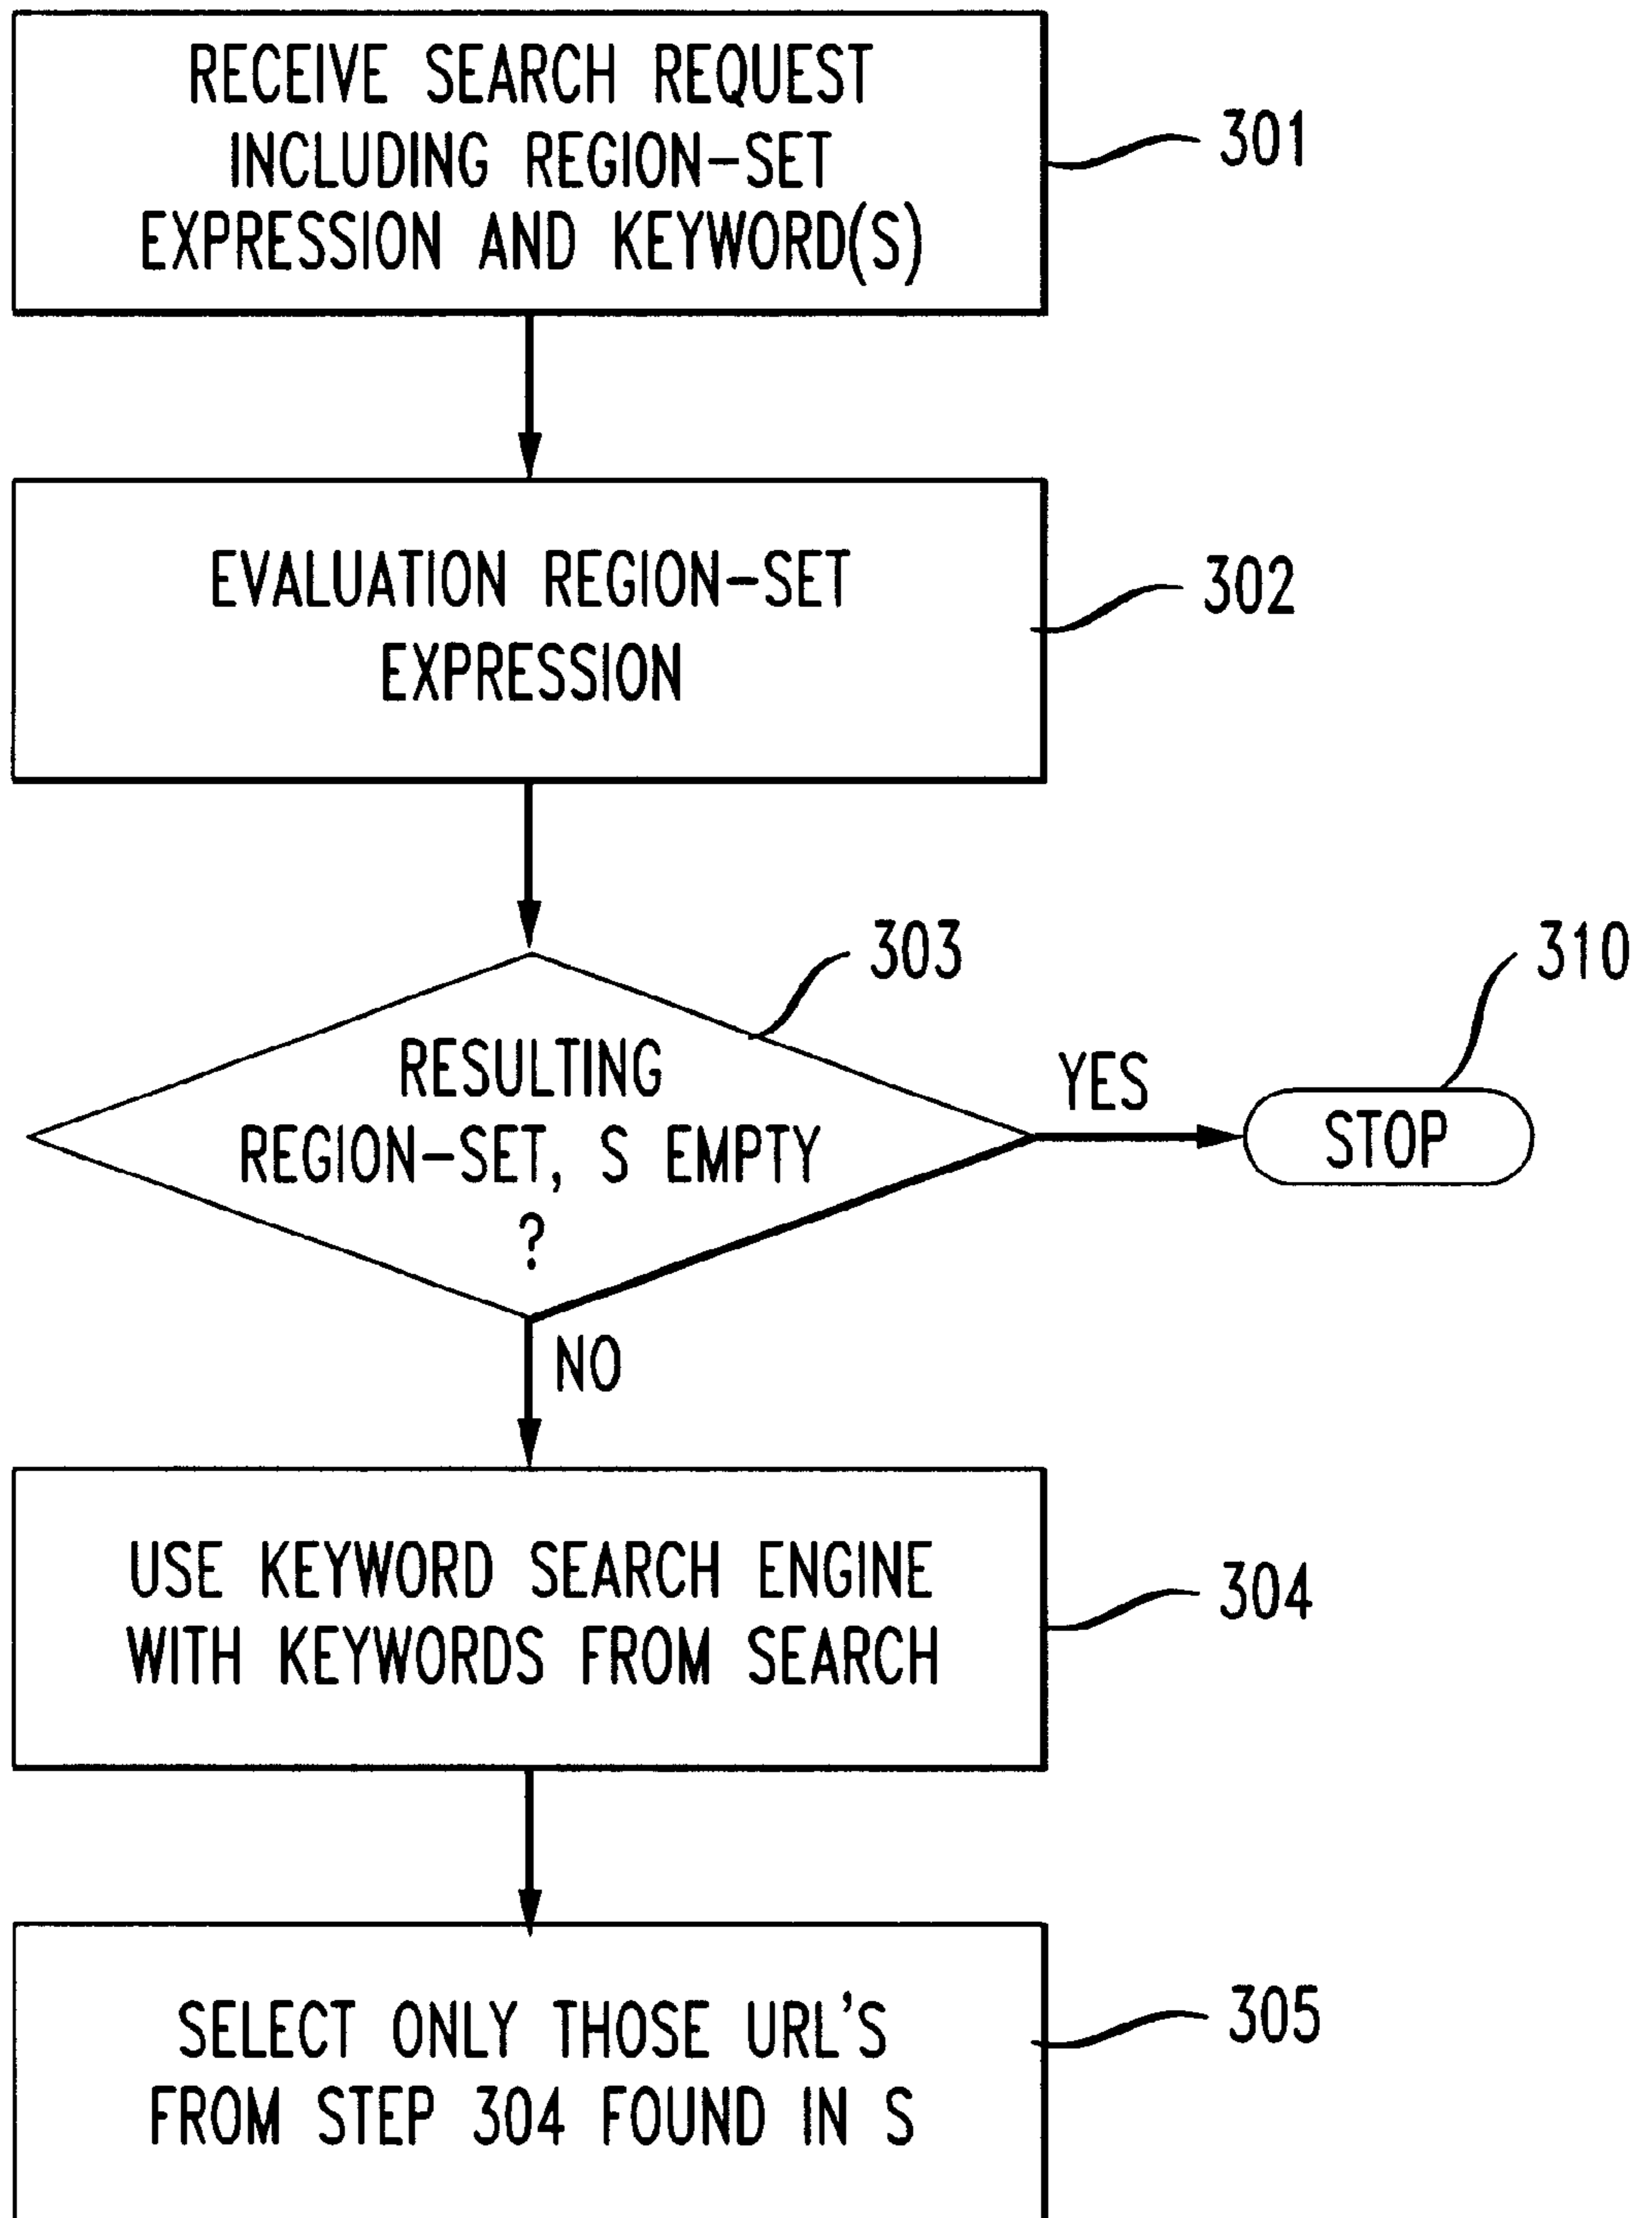 RECEIVE SEARCH REQUEST
INCLUDING REGION-SET
EXPRESSION AND KEYWORD(S)
301
EVALUATION REGION-SET
EXPRESSION
302
303
310
RESULTING
REGION-SET, S EMPTY
?
YES
STOP
NO
USE KEYWORD SEARCH ENGINE
WITH KEYWORDS FROM SEARCH
304
SELECT ONLY THOSE URL'S
FROM STEP 304 FOUND IN S
305